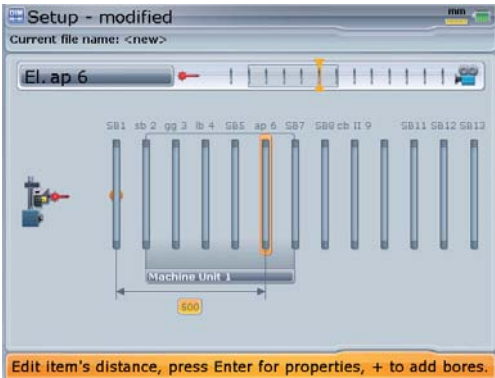 Setup - modified
mm
Current file name: <new>
El. ap 6
SB1 sb 2 gg 3 lb 4 SB5 ap 6 SB7 SB8 cb II 9 SB11 SB12 SB13
Machine Unit 1
500
Edit item's distance, press Enter for properties, + to add bores.